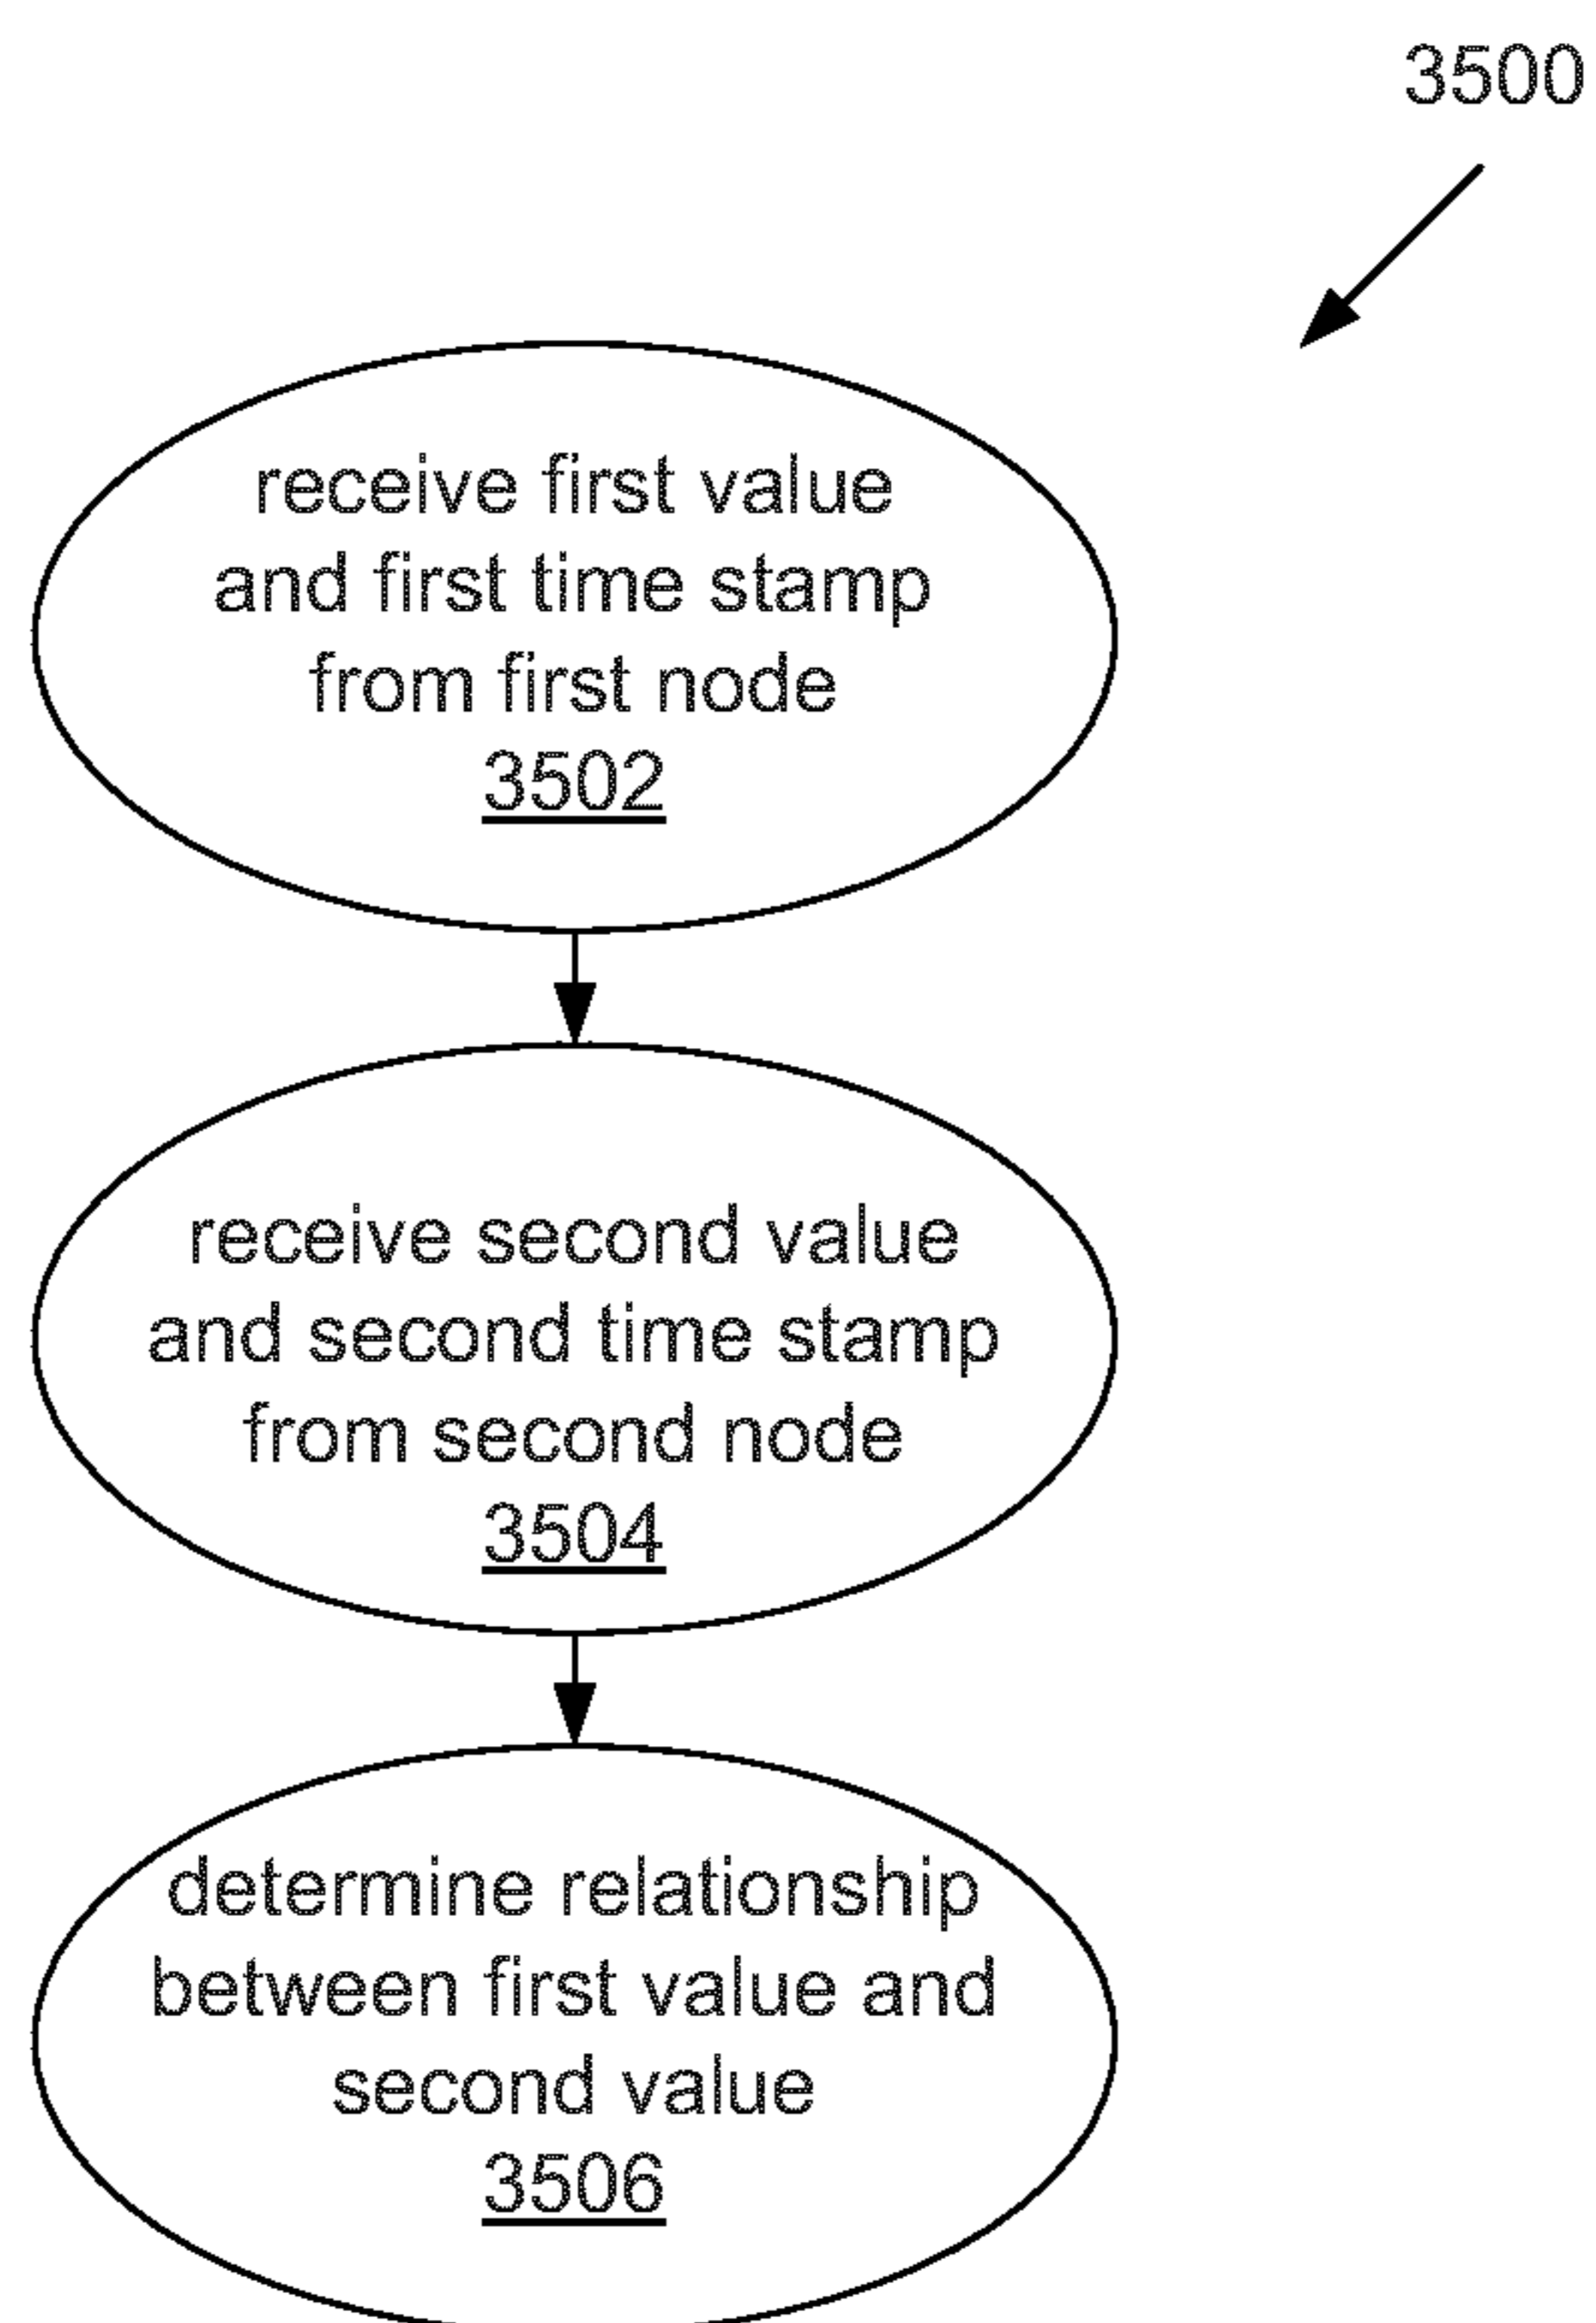 3500
receive first value
and first time stamp
from first node
3502
receive second value
and second time stamp
from second node
3504
determine relationship
between first value and
second value
3506